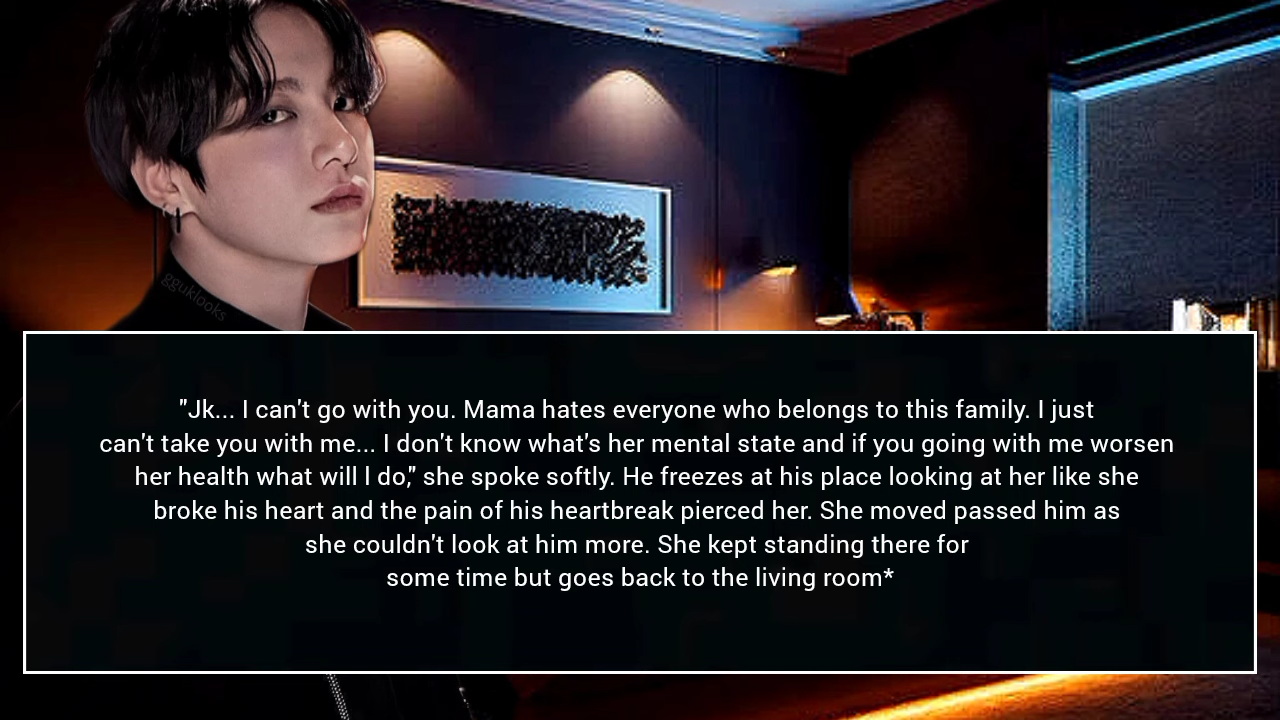 gguklooks
"Jk... I can't go with you. Mama hates everyone who belongs to this family. I just
can't take you with me... I don't know what's her mental state and if you going with me worsen
her health what will l do," she spoke softly. He freezes at his place looking at her like she
broke his heart and the pain of his heartbreak pierced her. She moved passed him as
she couldn't look at him more. She kept standing there for
some time but goes back to the living room*